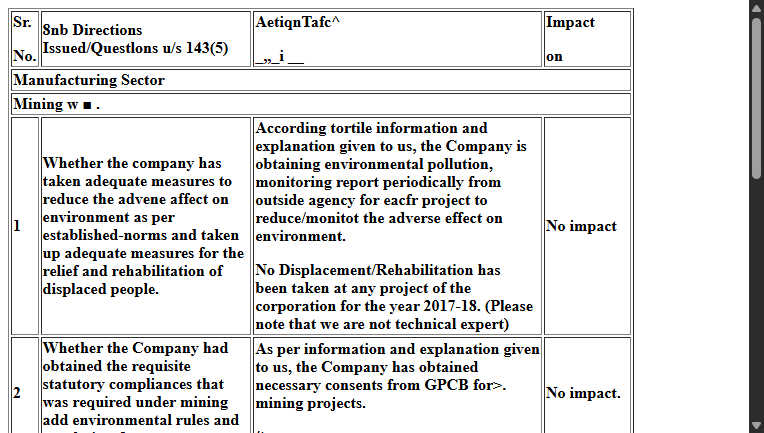 Sr.
No.
8nb Directions
Issued/Questlons u/s 143(5)
AetiqnTafc^
_,,_i __
Impact
on
Manufacturing Sector
Mining w ■ .
1
Whether the company has
taken adequate measures to
reduce the advene affect on
environment as per
established-norms and taken
up adequate measures for the
relief and rehabilitation of
displaced people.
According tortile information and
explanation given to us, the Company is
obtaining environmental pollution,
monitoring report periodically from
outside agency for eacfr project to
reduce/monitot the adverse effect on
environment.
No Displacement/Rehabilitation has
been taken at any project of the
corporation for the year 2017-18. (Please
note that we are not technical expert)
No impact
2
Whether the Company had
obtained the requisite
statutory compliances that
was required under mining
add environmental rules and
As per information and explanation given
to us, the Company has obtained
necessary consents from GPCB for>.
mining projects.
No impact.